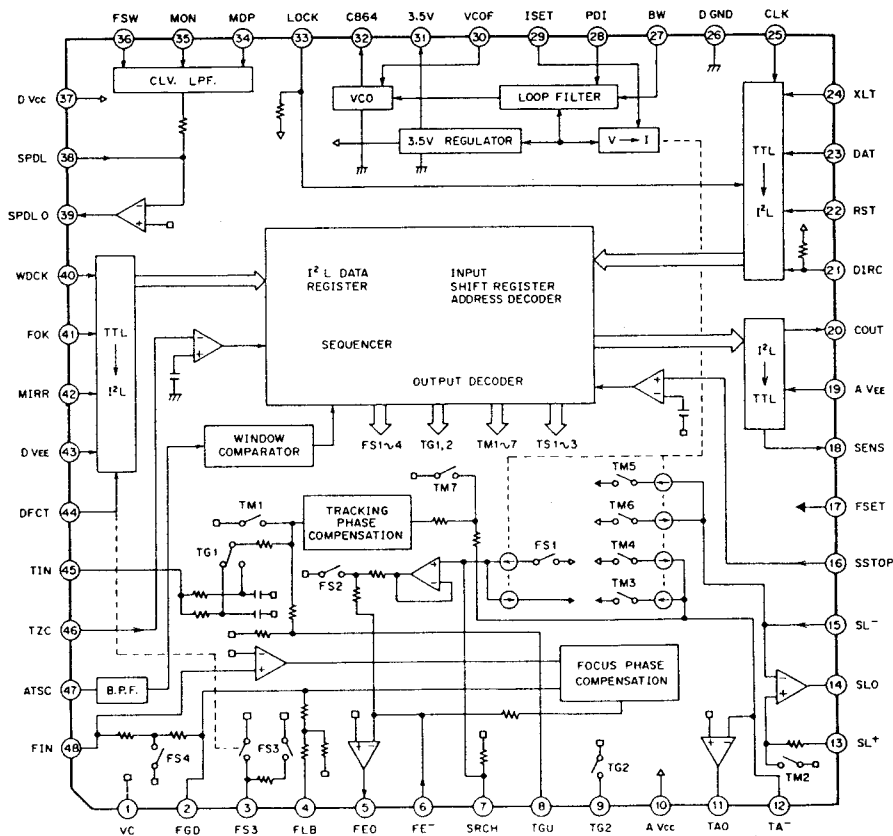 FSW MON MDP LOCK C864 3.5V VCOF ISET PDI BW D GND CLK
36 35 34 33 32 31 30 29 28 27 26 25
CLV. LPF.
D Vcc 37
SPDL 38
SPDL O 39
WDCK 40
FOK 41
MIRR 42
D VEE 43
DFCT 44
TIN 45
TZC 46
ATSC 47
FIN 48
VCO
LOOP FILTER
3.5V REGULATOR
V → I
TTL
↓
I²L
24 XLT
23 DAT
22 RST
21 DIRC
20 COUT
19 A VEE
18 SENS
17 FSET
16 SSTOP
15 SL⁻
14 SLO
13 SL⁺
TTL
↓
I²L
I²L DATA
REGISTER
INPUT
SHIFT REGISTER
ADDRESS DECODER
SEQUENCER
OUTPUT DECODER
I²L
↓
TTL
FS1~4 TG1,2 TM1~7 TS1~3
WINDOW
COMPARATOR
TM7
TM5
TM6
TM4
TM3
FS1
TM1
TRACKING
PHASE
COMPENSATION
TG1
FS2
FOCUS PHASE
COMPENSATION
B.P.F.
FS4
FS3
TG2
TM2
1 2 3 4 5 6 7 8 9 10 11 12
VC FGD FS3 FLB FEO FE⁻ SRCH TGU TG2 A Vcc TAO TA⁻